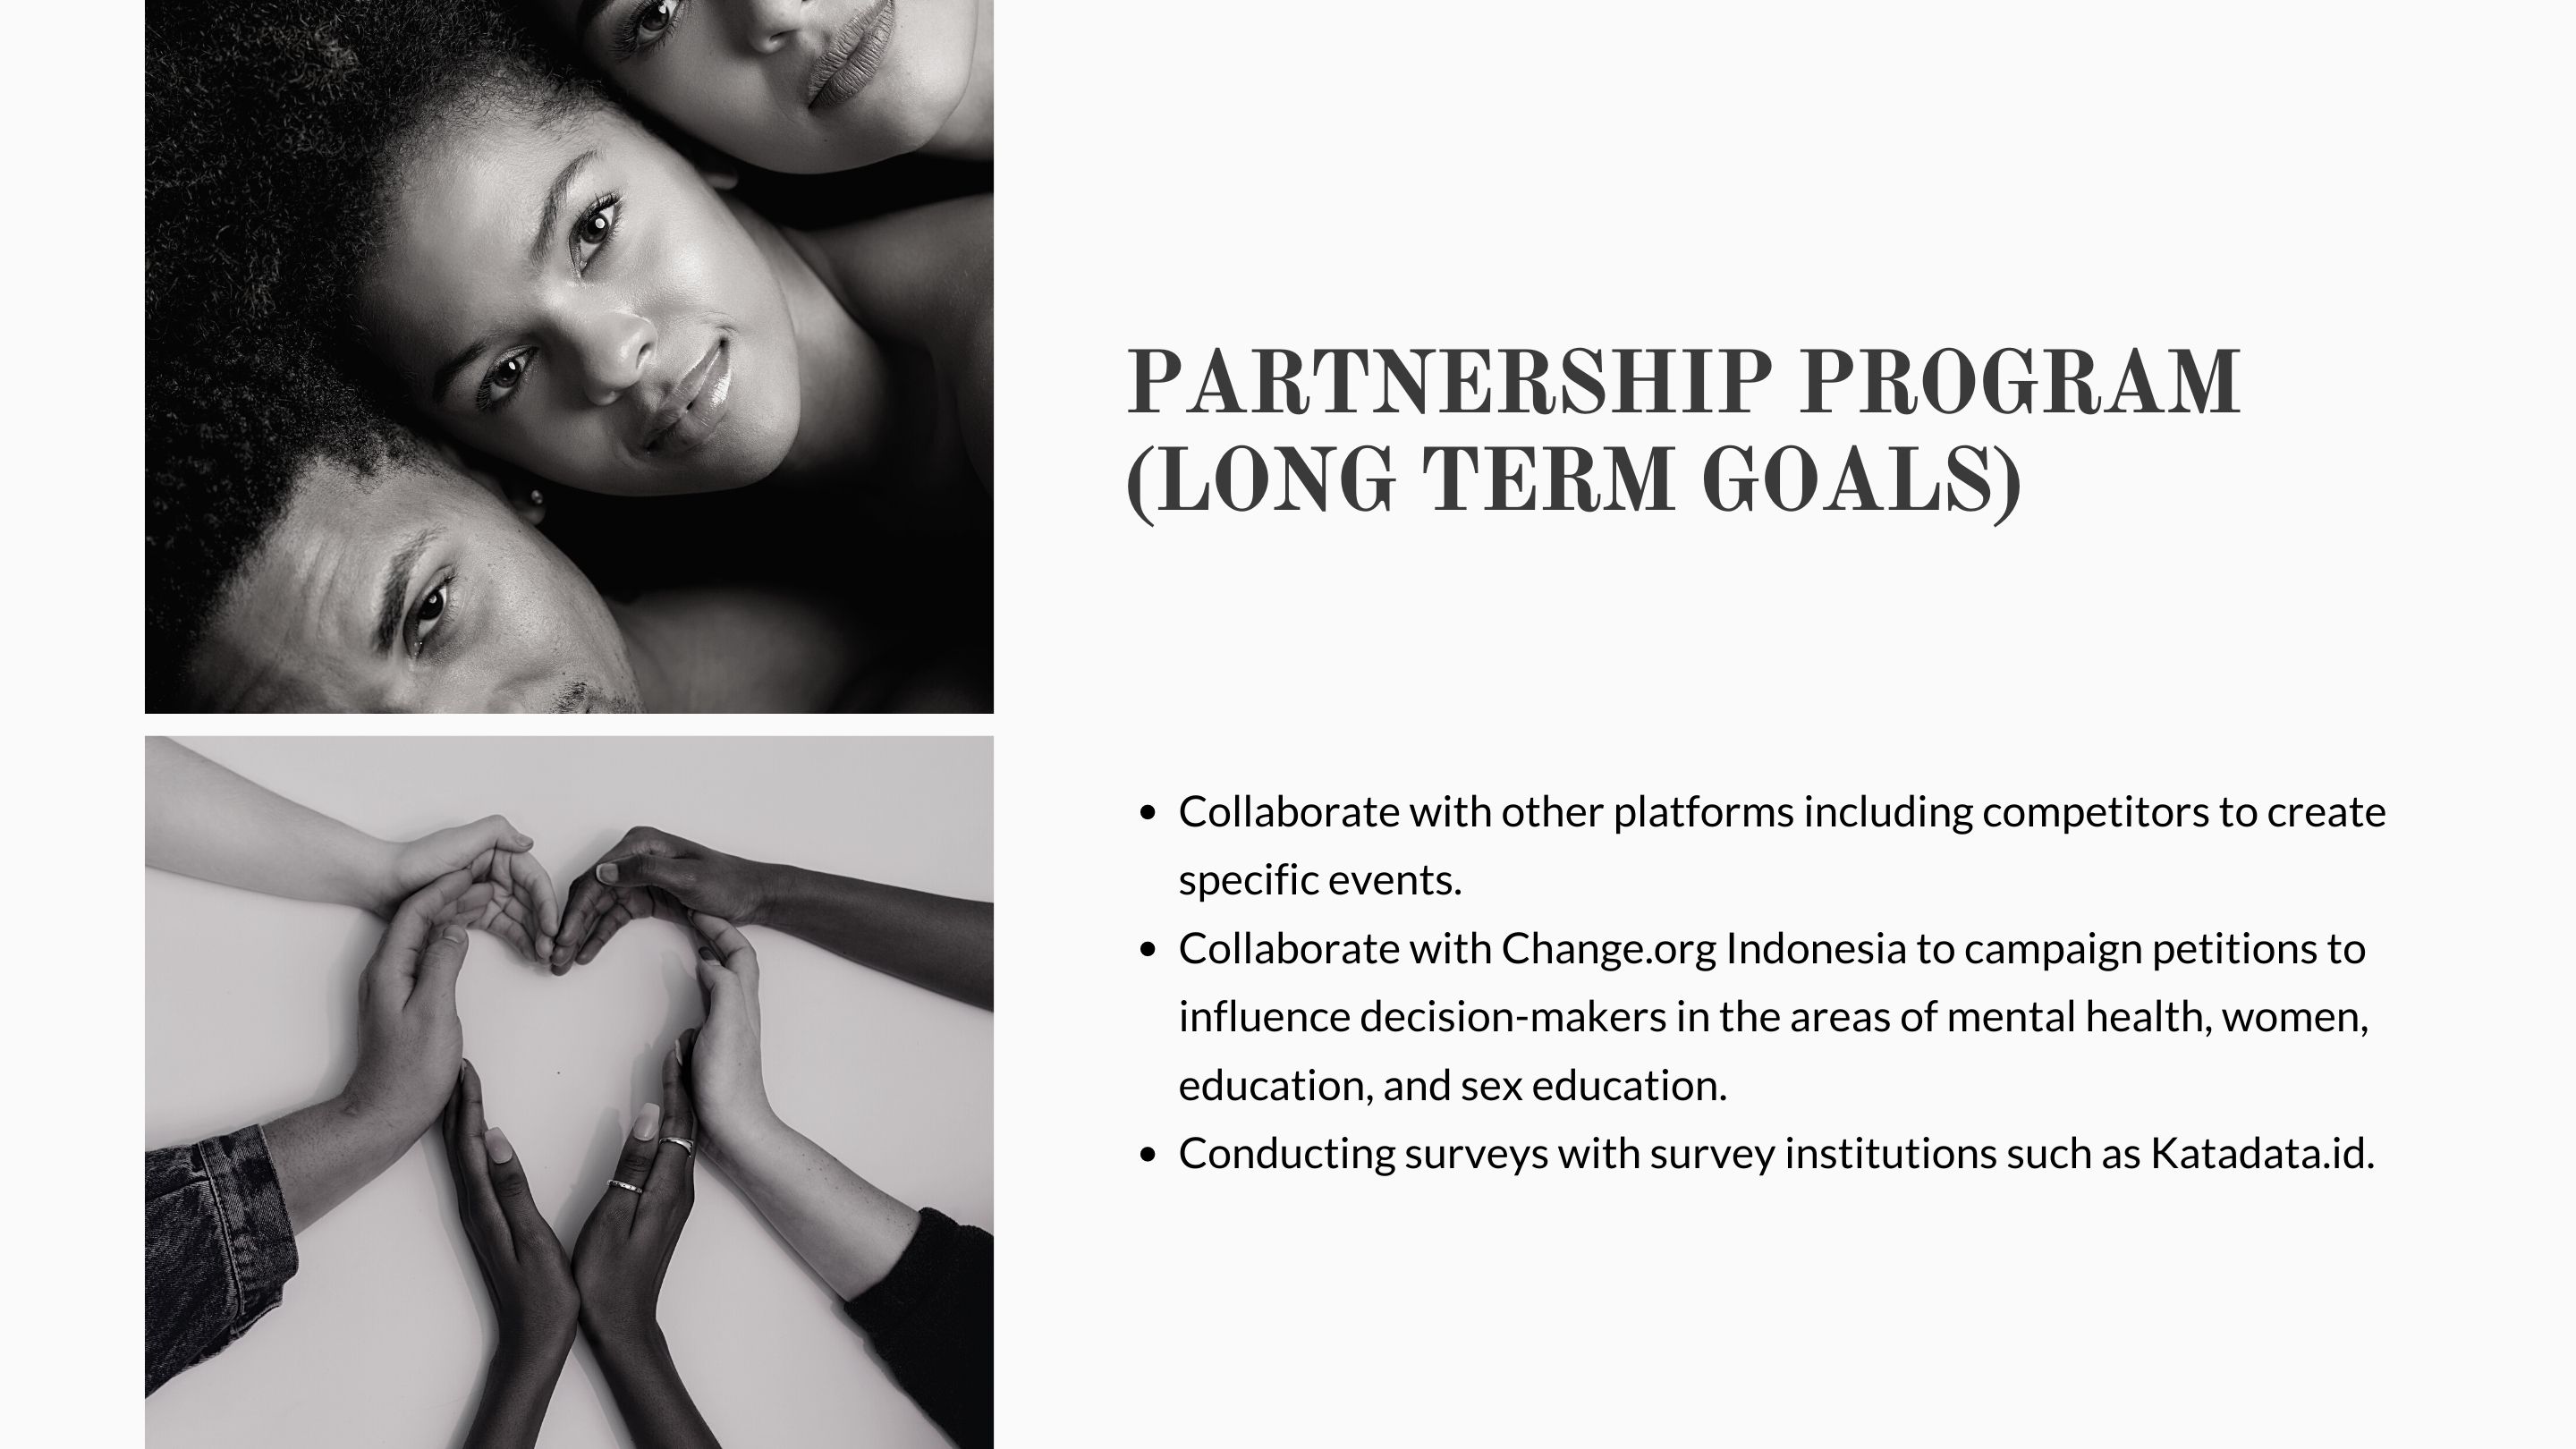 PARTNERSHIP PROGRAM
(LONG TERM GOALS)
• Collaborate with other platforms including competitors to create
specific events.
• Collaborate with Change.org Indonesia to campaign petitions to
influence decision-makers in the areas of mental health, women,
education, and sex education.
• Conducting surveys with survey institutions such as Katadata.id.